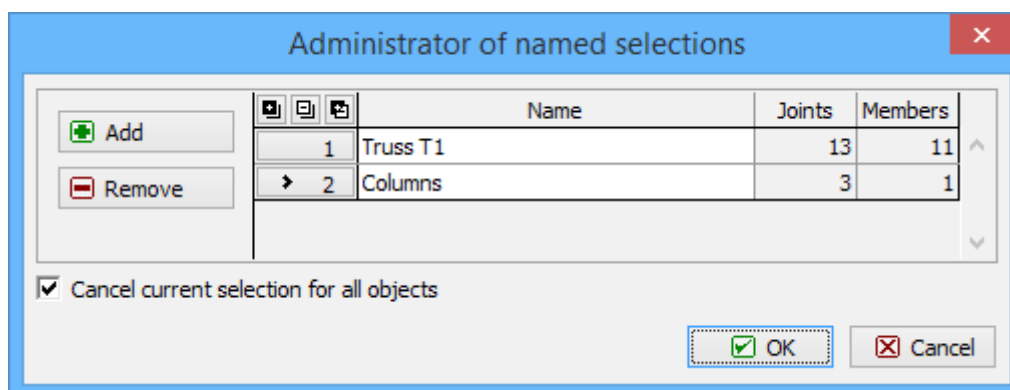 Administrator of named selections
Add
Remove
Name Joints Members
1 Truss T1 13 11
2 Columns 3 1
Cancel current selection for all objects
OK Cancel